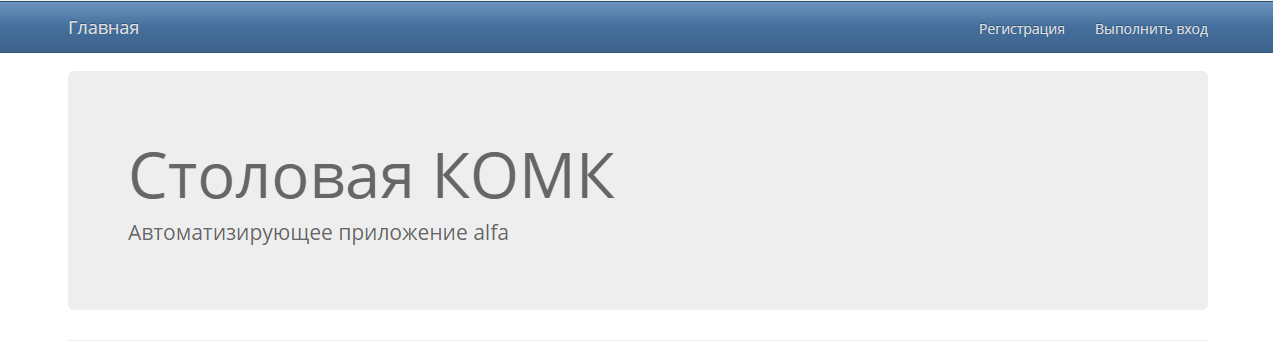 Главная
Регистрация
Выполнить вход
Столовая КОМК
Автоматизирующее приложение alfa